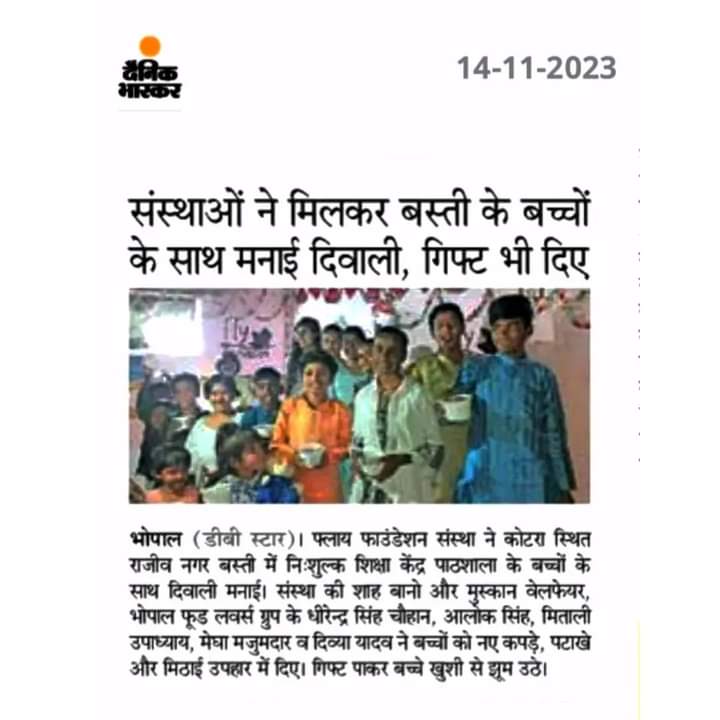 दैनिक
भास्कर
14-11-2023
संस्थाओं ने मिलकर बस्ती के बच्चों
के साथ मनाई दिवाली, गिफ्ट भी दिए
fly
भोपाल (डीबी स्टार)। फ्लाय फाउंडेशन संस्था ने कोटरा स्थित
राजीव नगर बस्ती में निःशुल्क शिक्षा केंद्र पाठशाला के बच्चों के
साथ दिवाली मनाई। संस्था की शाह बानो और मुस्कान वेलफेयर,
भोपाल फूड लवर्स ग्रुप के धीरेन्द्र सिंह चौहान, आलोक सिंह, मिताली
उपाध्याय, मेघा मजुमदार व दिव्या यादव ने बच्चों को नए कपड़े, पटाखे
और मिठाई उपहार में दिए। गिफ्ट पाकर बच्चे खुशी से झूम उठे।